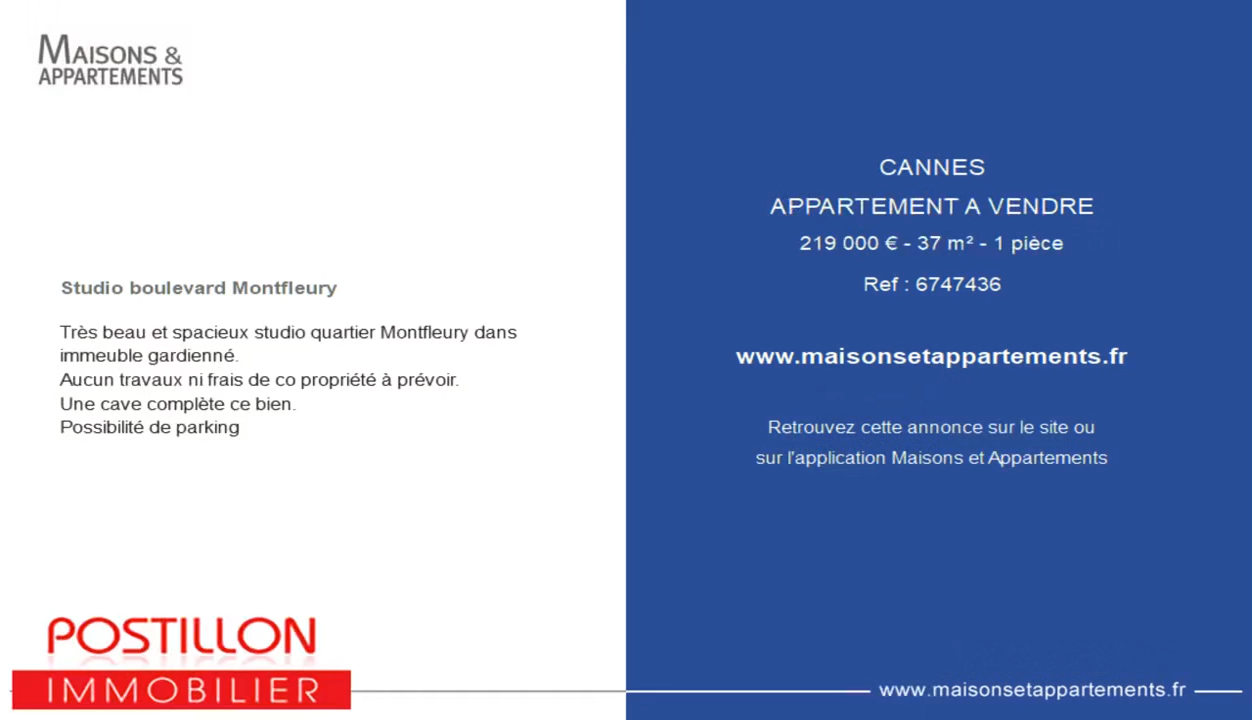 MAISONS &
APPARTEMENTS
Studio boulevard Montfleury
Très beau et spacieux studio quartier Montfleury dans
immeuble gardienné.
Aucun travaux ni frais de co propriété à prévoir.
Une cave complète ce bien.
Possibilité de parking
POSTILLON
IMMOBILIER
CANNES
APPARTEMENT A VENDRE
219 000 € - 37 m² - 1 pièce
Ref : 6747436
www.maisonsetappartements.fr
Retrouvez cette annonce sur le site ou
sur l'application Maisons et Appartements
www.maisonsetappartements.fr